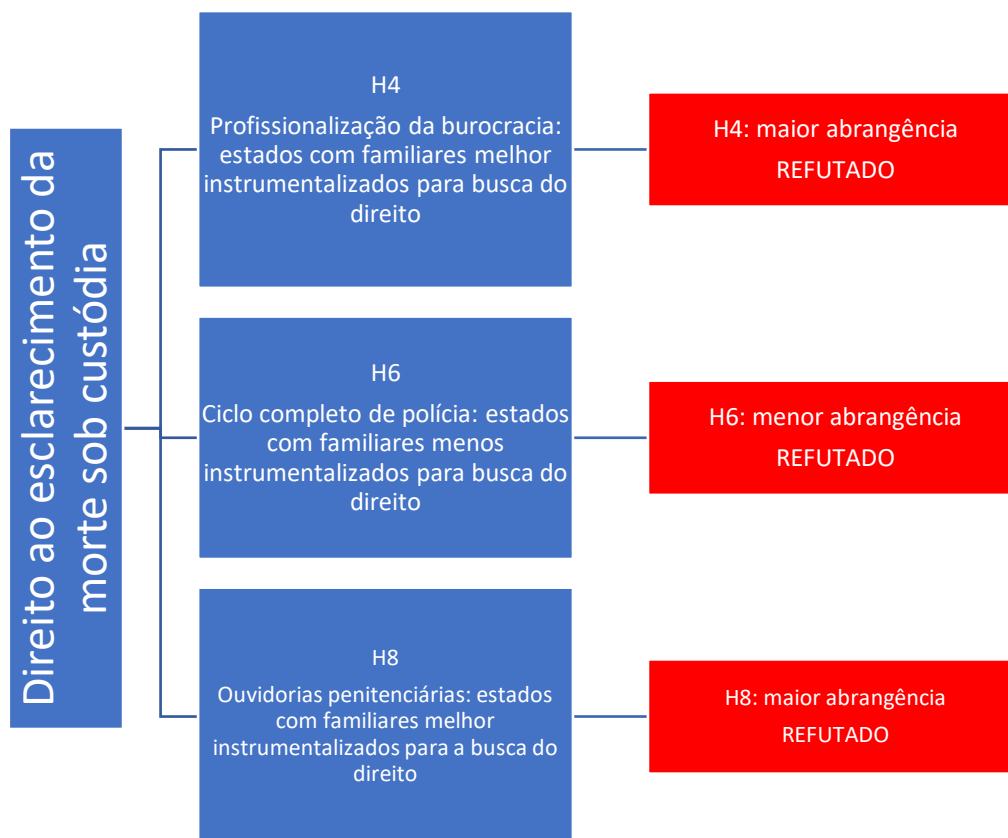 Direito ao esclarecimento da
morte sob custódia
H4
Profissionalização da burocracia:
estados com familiares melhor
instrumentalizados para busca do
direito
H4: maior abrangência
REFUTADO
H6
Ciclo completo de polícia: estados
com familiares menos
instrumentalizados para busca do
direito
H6: menor abrangência
REFUTADO
H8
Ouvidorias penitenciárias: estados
com familiares melhor
instrumentalizados para a busca do
direito
H8: maior abrangência
REFUTADO